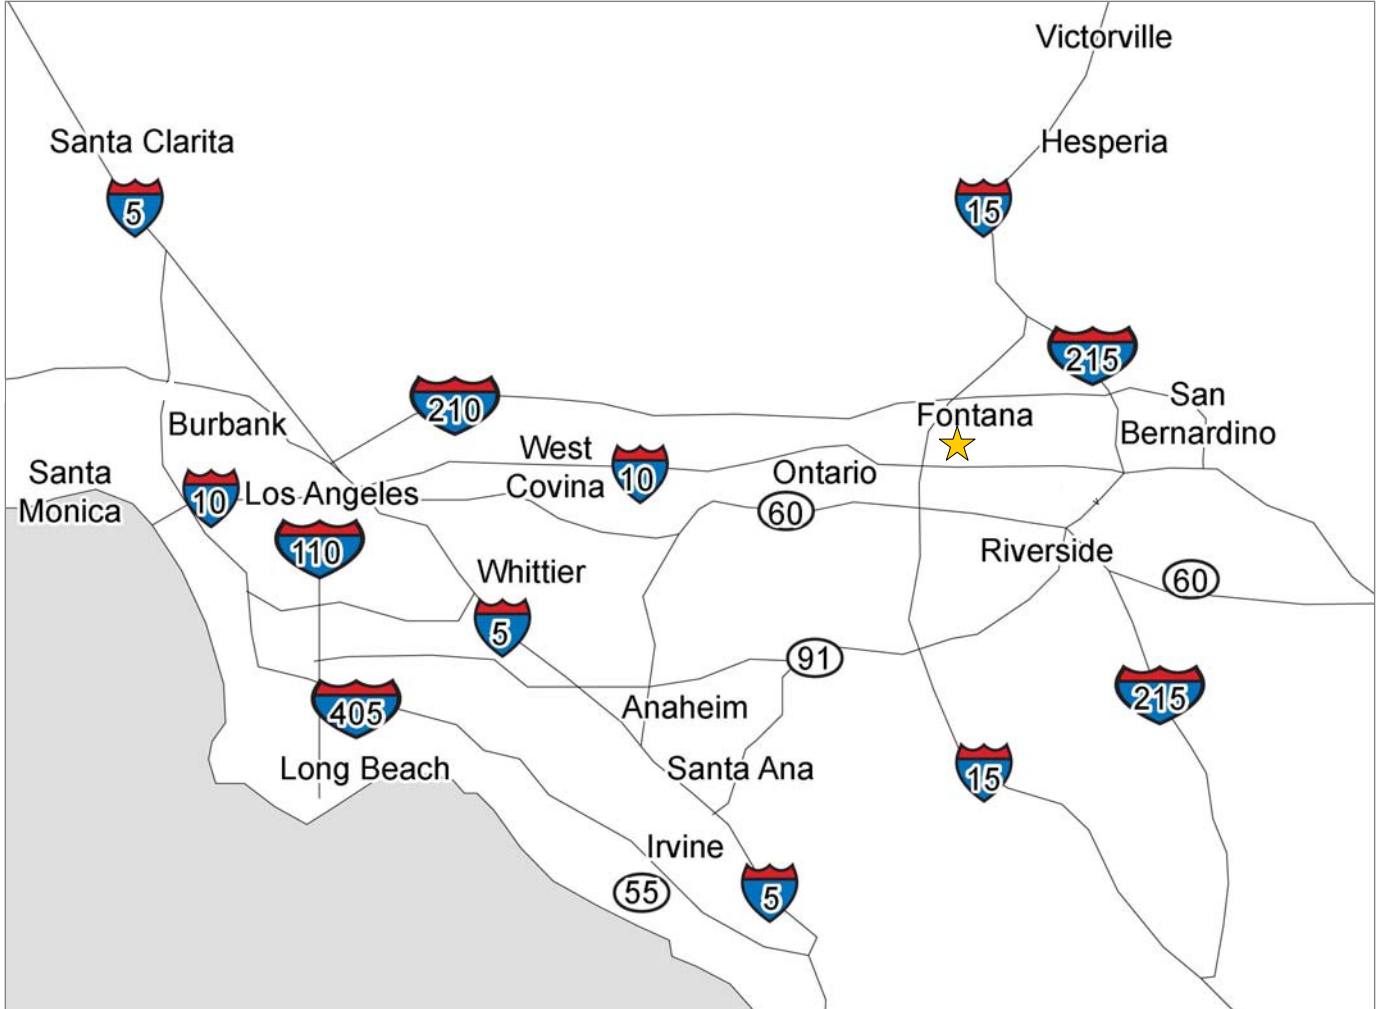 Victorville
Santa Clarita
Hesperia
5
15
215
210
San
Bernardino
Fontana
Burbank
West
Covina
10
Ontario
Santa
Monica
10
Los Angeles
60
110
Riverside
Whittier
60
5
91
215
405
Anaheim
Long Beach
Santa Ana
15
Irvine
55
5